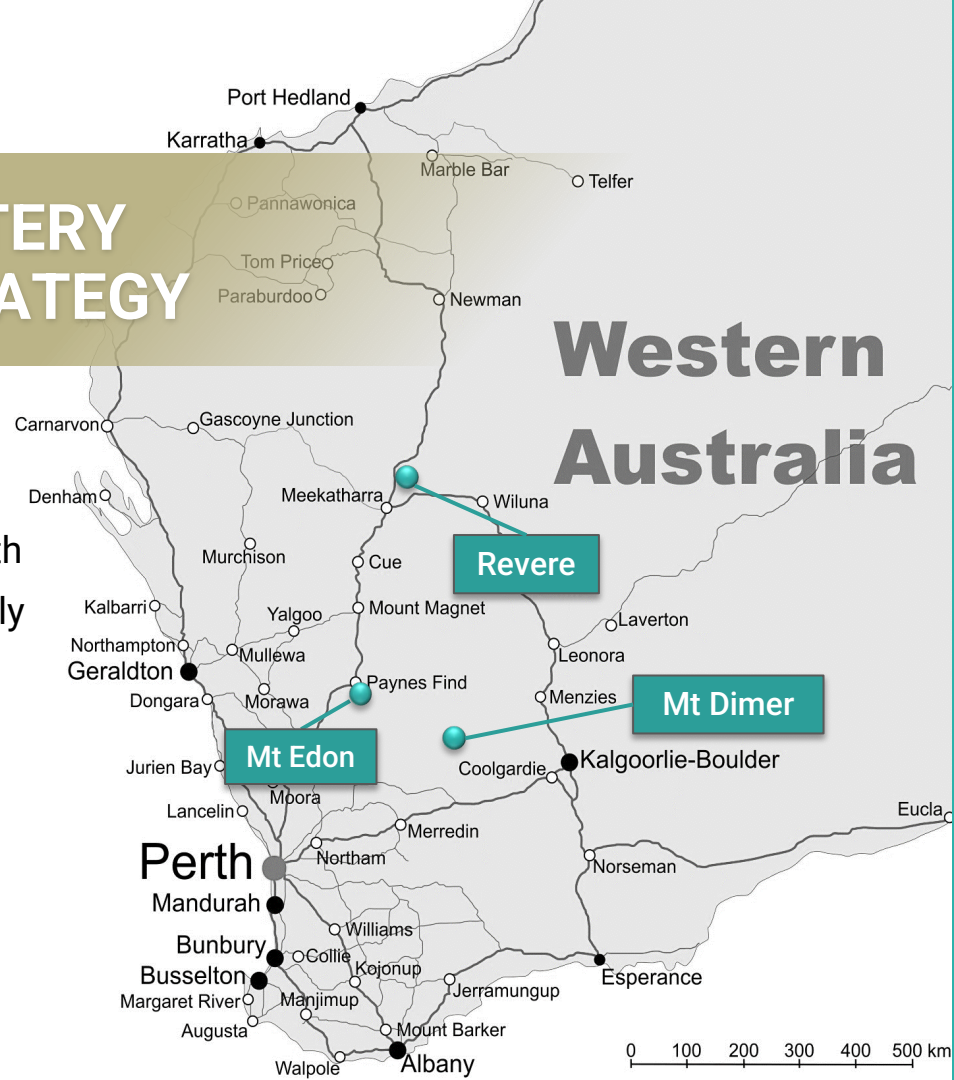 Port Hedland
Karratha
Marble Bar
Telfer
Pannawonica
TERY
ATEGY
Tom Price
Paraburdoo
Newman
Western
Australia
Carnarvon
Gascoyne Junction
Meekatharra
Wiluna
Denham
th
Murchison
Revere
Cue
ly
Kalbarri
Yalgoo
Mount Magnet
Laverton
Northampton
Mullewa
Leonora
Geraldton
Paynes Find
Dongara
Morawa
Menzies
Mt Dimer
Mt Edon
Jurien Bay
Coolgardie
Kalgoorlie-Boulder
Moora
Lancelin
Eucla
Merredin
Perth
Northam
Norseman
Mandurah
Williams
Bunbury
Collie
Kojonup
Busselton
Esperance
Margaret River
Manjimup
Jerramungup
Augusta
Mount Barker
Walpole
Albany
0 100 200 300 400 500 km